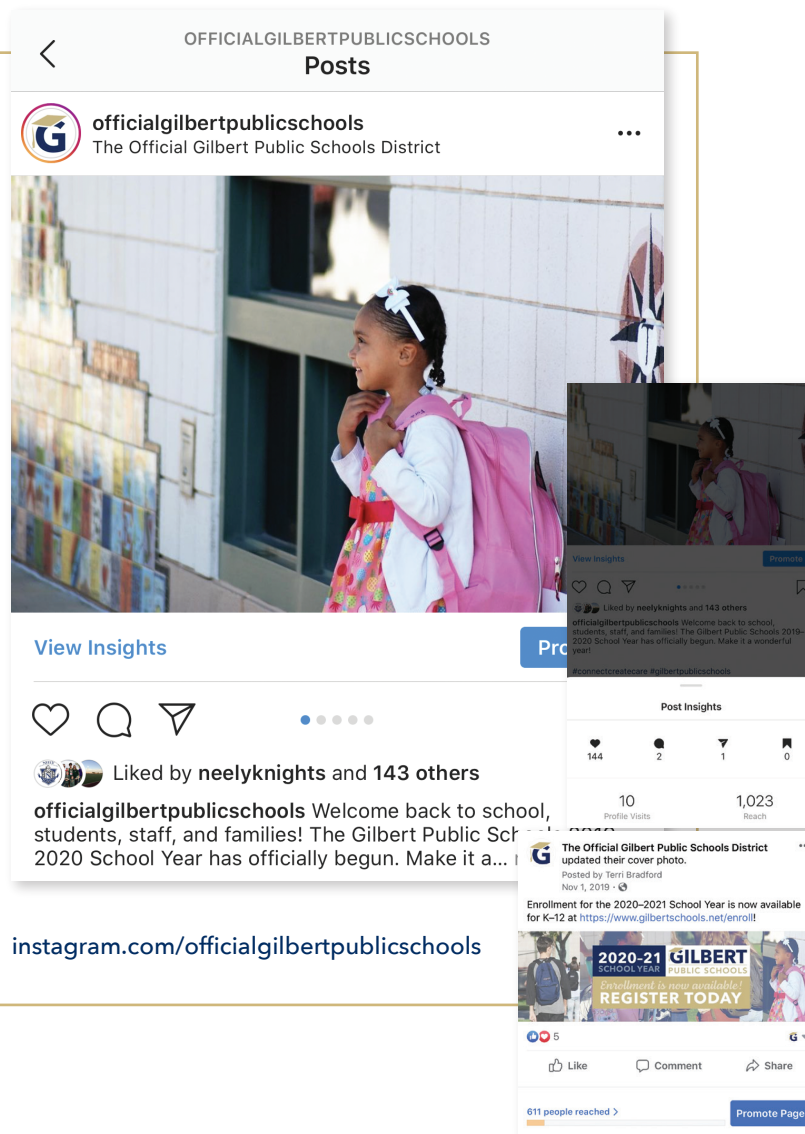 OFFICIALGILBERTPUBLICSCHOOLS
Posts
officialgilbertpublicschools
The Official Gilbert Public Schools District
View Insights
Liked by neelyknights and 143 others
officialgilbertpublicschools Welcome back to school,
students, staff, and families! The Gilbert Public
2020 School Year has officially begun. Make it a...
View Insights
Promote
Liked by neelyknights and 143 others
officialgilbertpublicschools Welcome back to
school, students, staff, and families! The Gilbert Public Schools 2019–
2020 School Year has officially begun. Make it a wonderful
year!
#connectcreatecare #gilbertpublicschools
Post Insights
144
2
1
0
10
1,023
Profile Visits
Reach
G
The Official Gilbert Public Schools District
updated their cover photo.
Posted by Terri Bradford
Nov 1, 2019
Enrollment for the 2020–2021 School Year is now available
for K–12 at https://www.gilbertschools.net/enroll!
2020-21
SCHOOL YEAR
GILBERT
PUBLIC SCHOOLS
Enrollment is now available!
REGISTER TODAY
5
Like
Comment
Share
611 people reached >
Promote Page
instagram.com/officialgilbertpublicschools